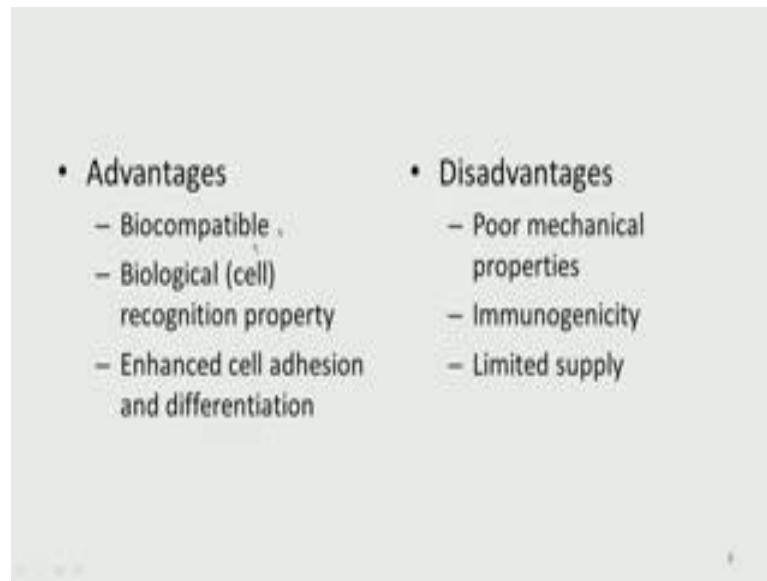 • Advantages
– Biocompatible
– Biological (cell)
recognition property
– Enhanced cell adhesion
and differentiation
• Disadvantages
– Poor mechanical
properties
– Immunogenicity
– Limited supply